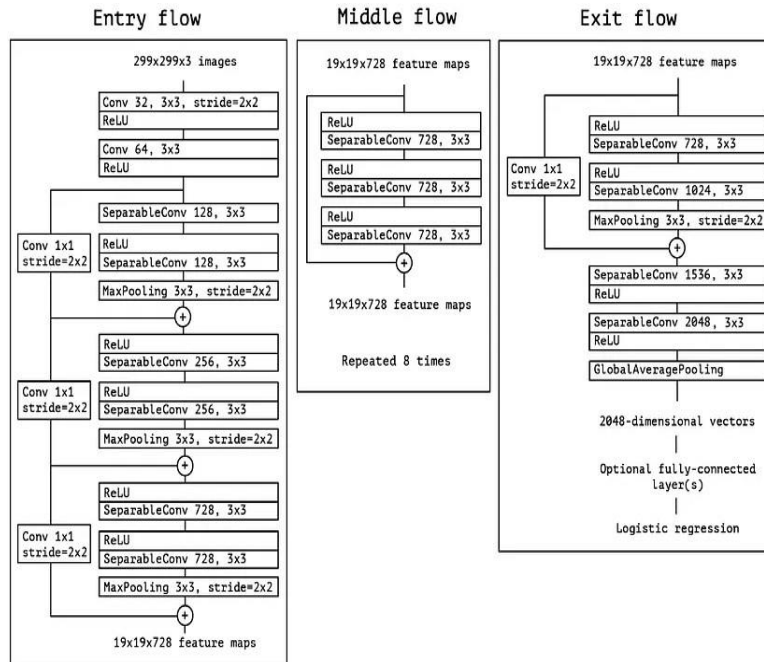 Entry flow
299x299x3 images
Conv 32, 3x3, stride=2x2
ReLU
Conv 64, 3x3
ReLU
SeparableConv 128, 3x3
Conv 1x1
stride=2x2
ReLU
SeparableConv 128, 3x3
MaxPooling 3x3, stride=2x2
+
ReLU
SeparableConv 256, 3x3
Conv 1x1
stride=2x2
ReLU
SeparableConv 256, 3x3
MaxPooling 3x3, stride=2x2
+
ReLU
SeparableConv 728, 3x3
Conv 1x1
stride=2x2
ReLU
SeparableConv 728, 3x3
MaxPooling 3x3, stride=2x2
+
19x19x728 feature maps
Middle flow
19x19x728 feature maps
ReLU
SeparableConv 728, 3x3
ReLU
SeparableConv 728, 3x3
ReLU
SeparableConv 728, 3x3
+
19x19x728 feature maps
Repeated 8 times
Exit flow
19x19x728 feature maps
ReLU
SeparableConv 728, 3x3
Conv 1x1
stride=2x2
ReLU
SeparableConv 1024, 3x3
MaxPooling 3x3, stride=2x2
+
SeparableConv 1536, 3x3
ReLU
SeparableConv 2048, 3x3
ReLU
GlobalAveragePooling
2048-dimensional vectors
Optional fully-connected
layer(s)
Logistic regression